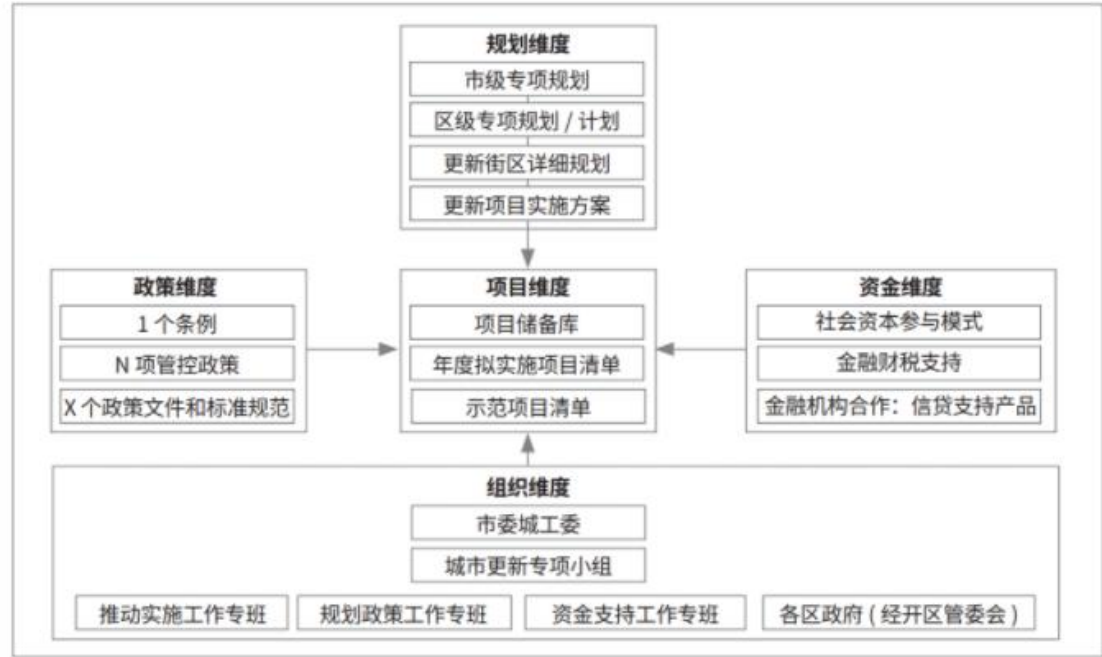 规划维度
市级专项规划
区级专项规划 / 计划
更新街区详细规划
更新项目实施方案
政策维度
1 个条例
N 项管控政策
X 个政策文件和标准规范
项目维度
项目储备库
年度拟实施项目清单
示范项目清单
资金维度
社会资本参与模式
金融财税支持
金融机构合作：信贷支持产品
组织维度
市委城工委
城市更新专项小组
推动实施工作专班
规划政策工作专班
资金支持工作专班
各区政府 ( 经开区管委会 )